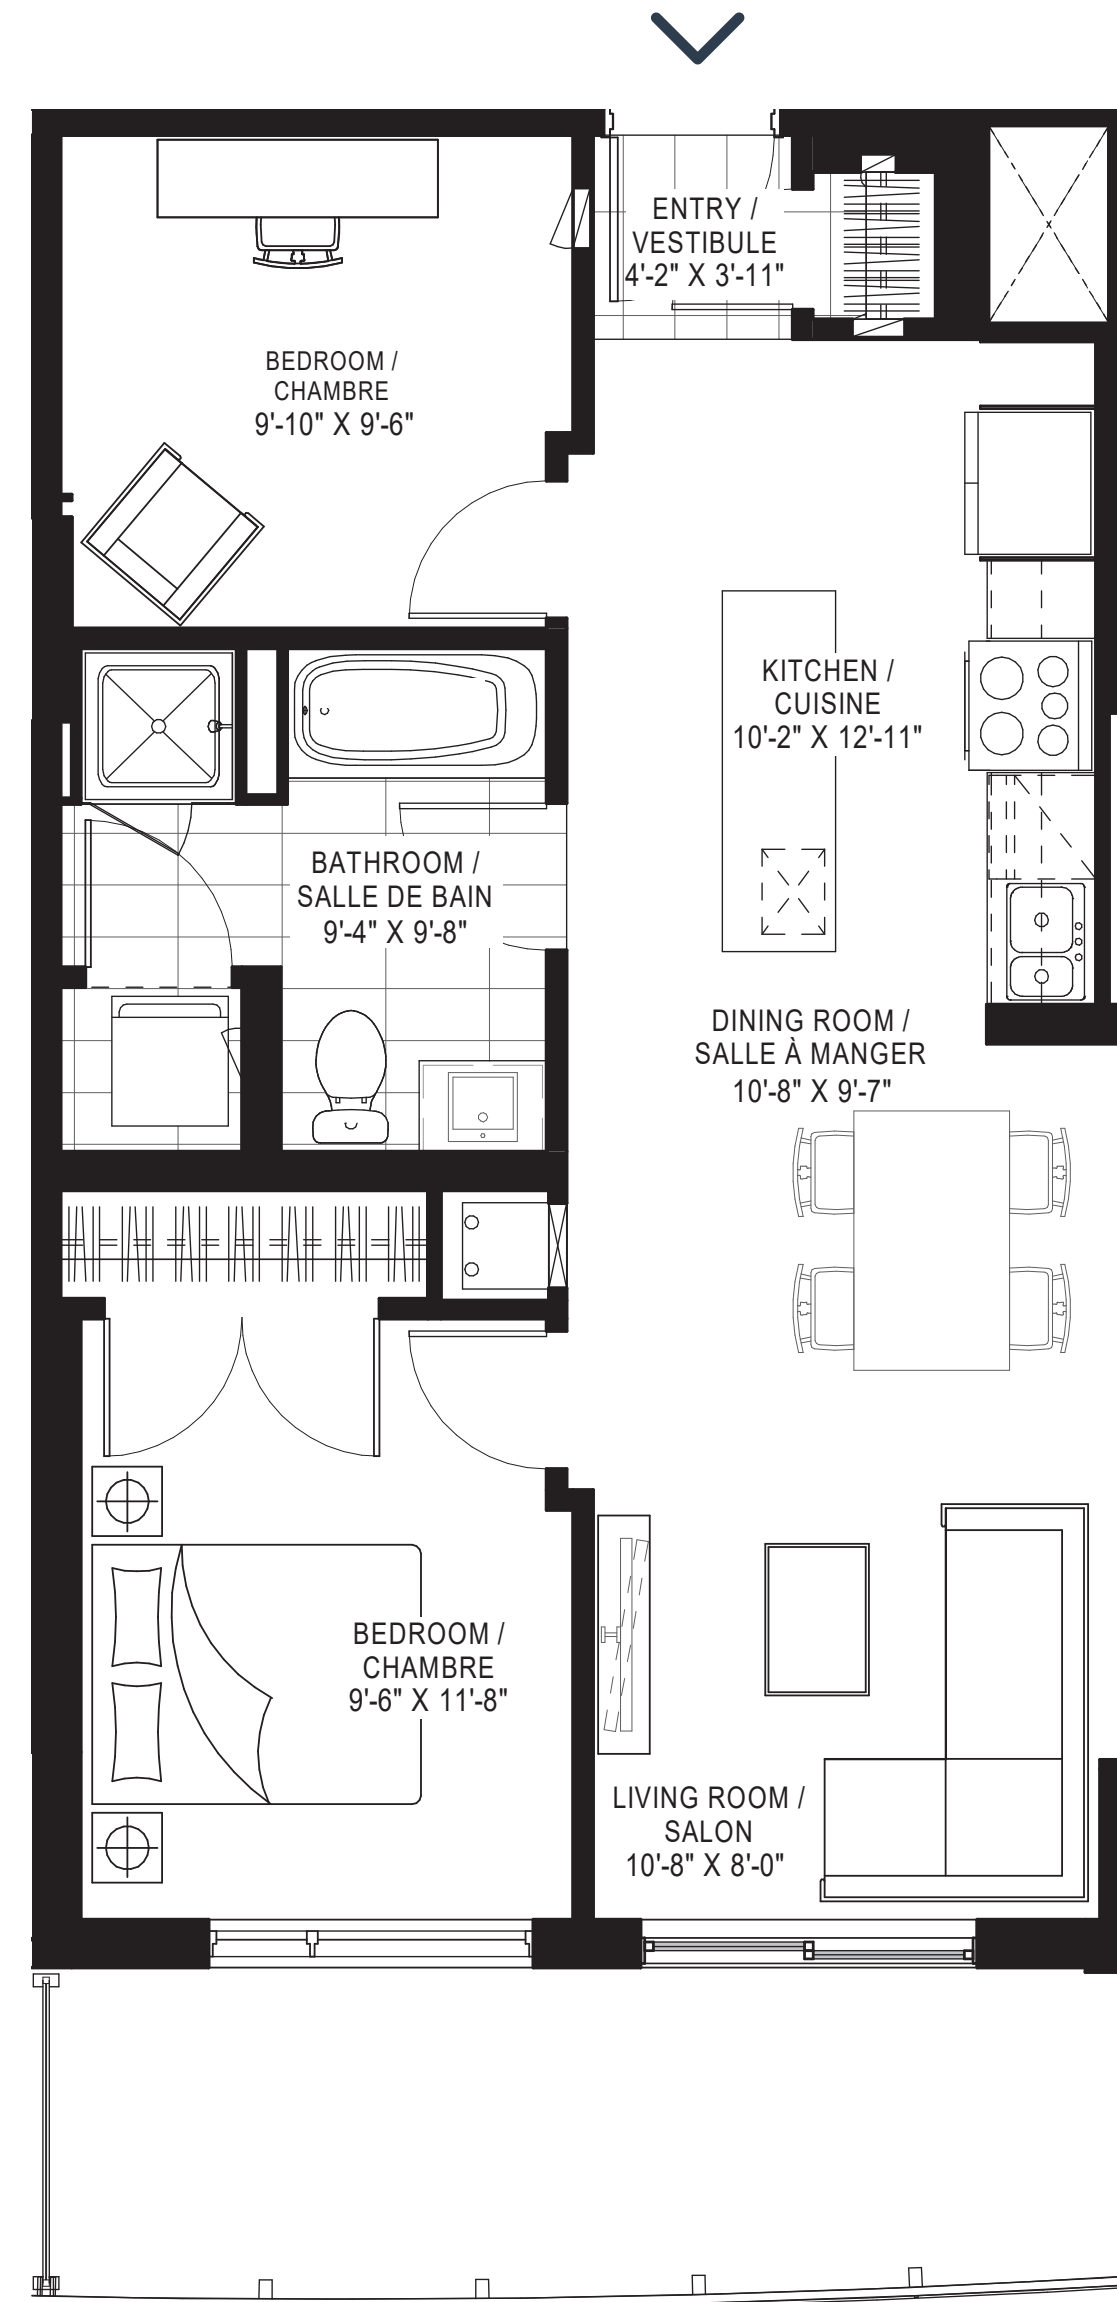 ENTRY /
VESTIBULE
4'-2" X 3'-11"
BEDROOM /
CHAMBRE
9'-10" X 9'-6"
KITCHEN /
CUISINE
10'-2" X 12'-11"
BATHROOM /
SALLE DE BAIN
9'-4" X 9'-8"
DINING ROOM /
SALLE À MANGER
10'-8" X 9'-7"
BEDROOM /
CHAMBRE
9'-6" X 11'-8"
LIVING ROOM /
SALON
10'-8" X 8'-0"